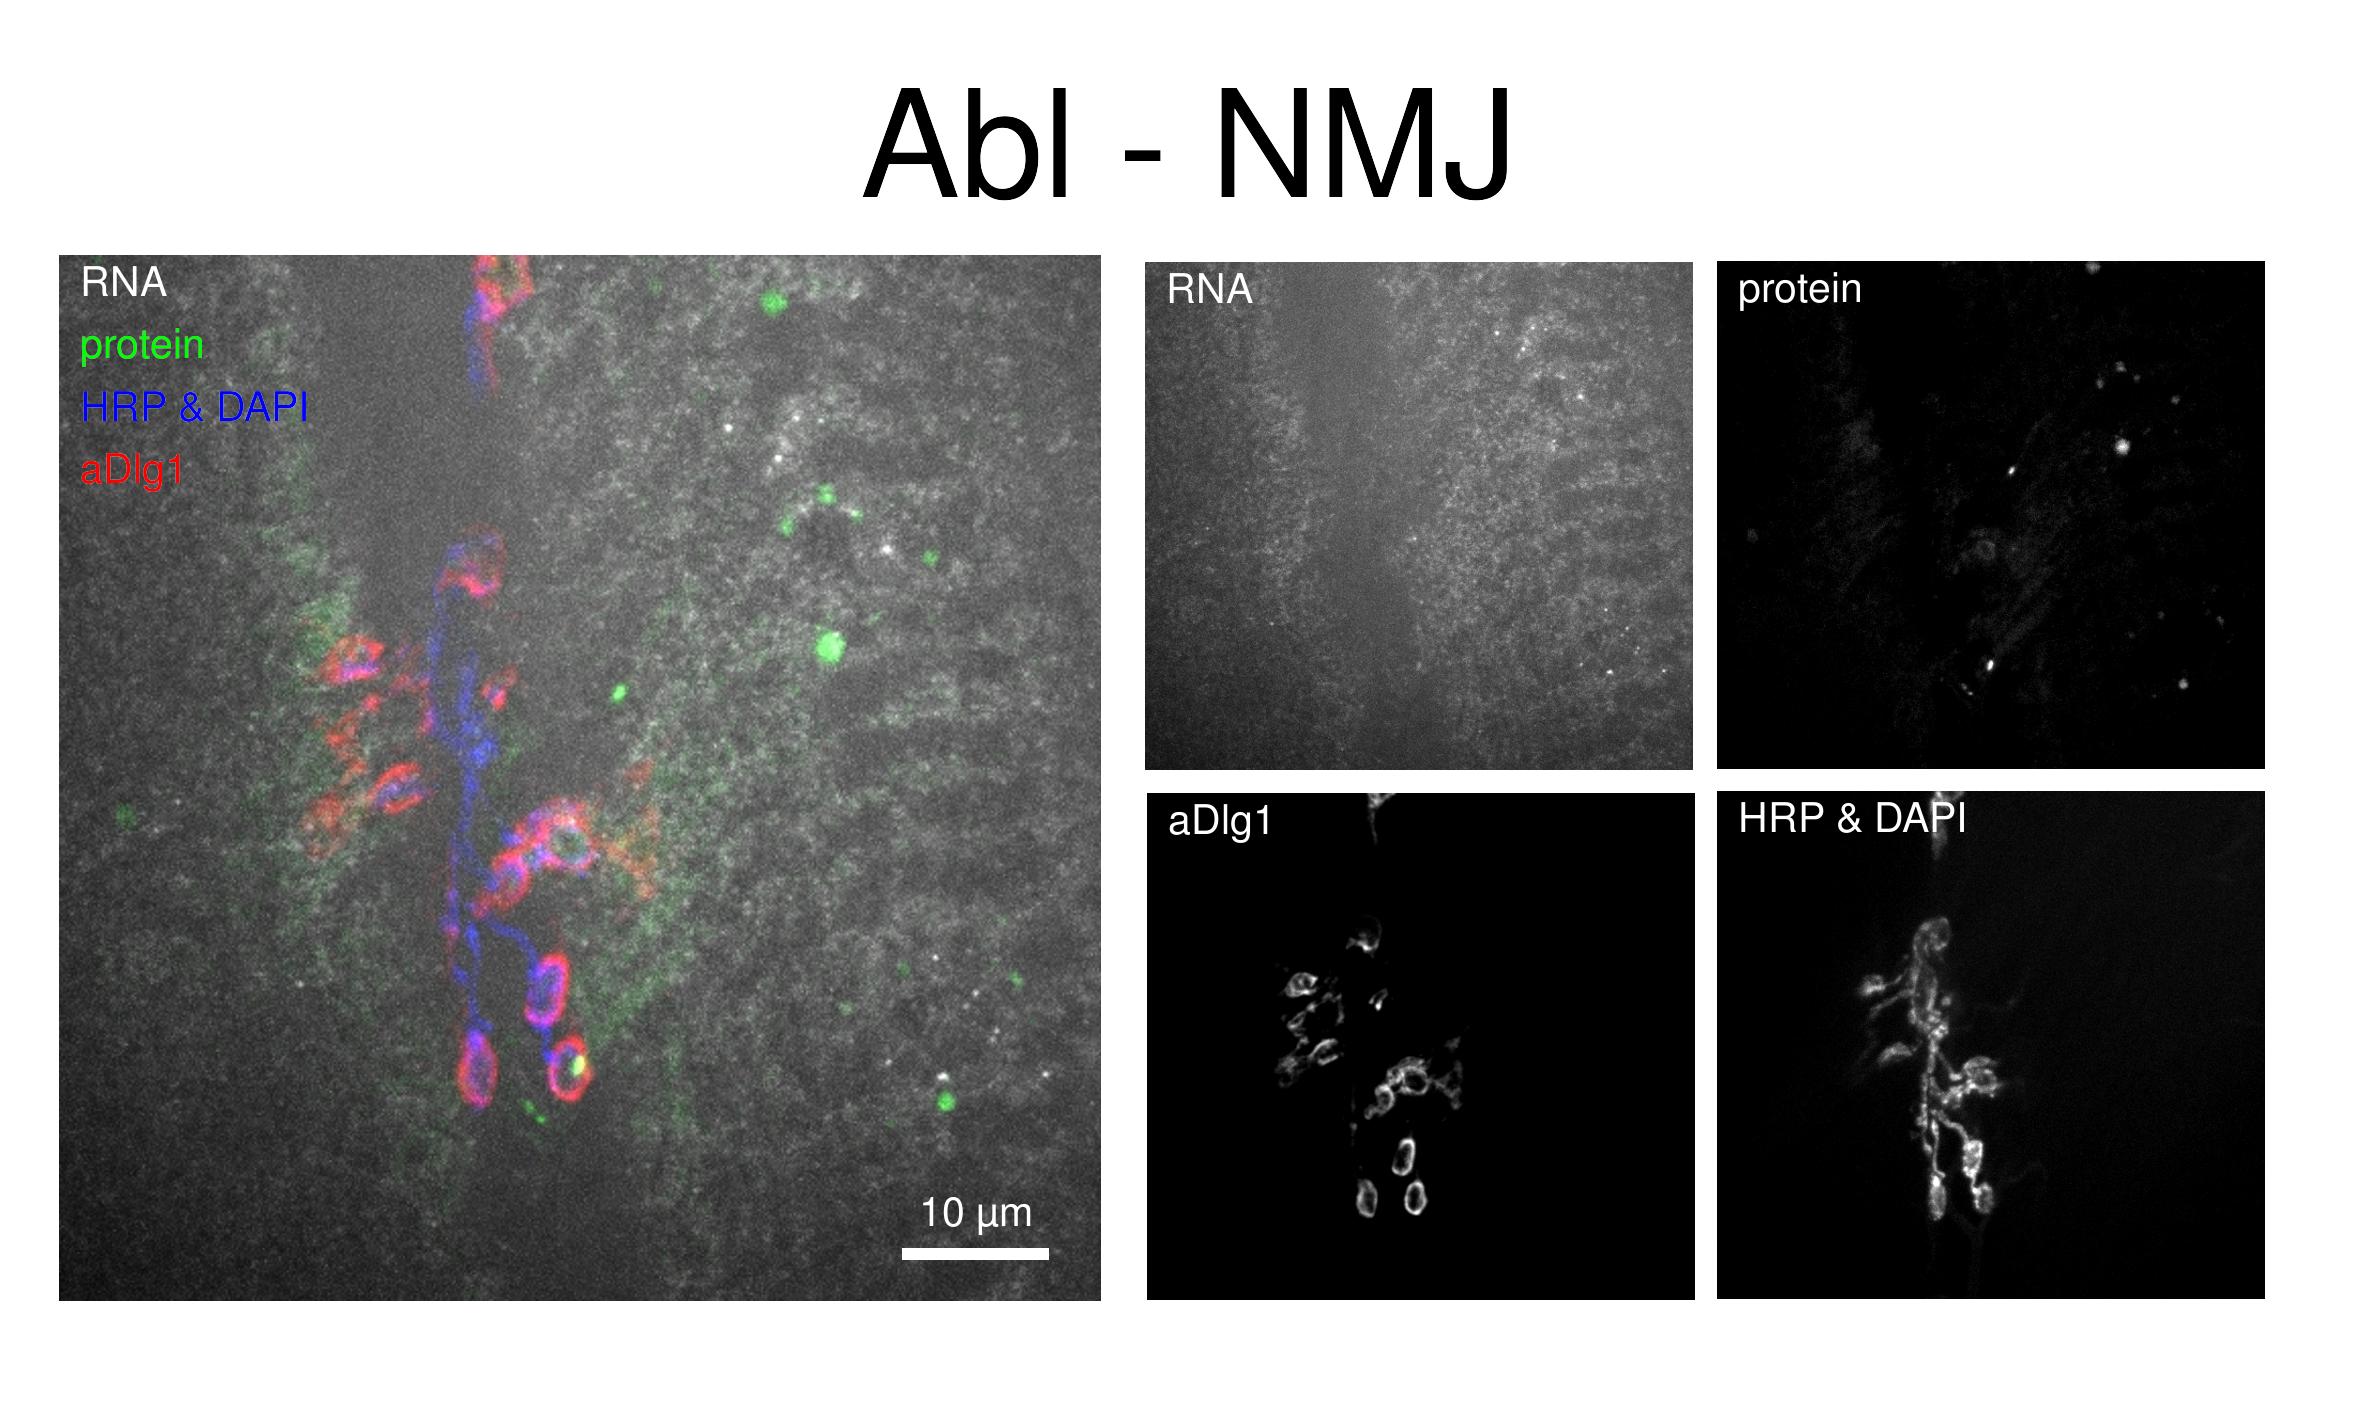 Abl - NMJ
RNA
protein
HRP & DAPI
aDlg1
10 µm
RNA
protein
aDlg1
HRP & DAPI